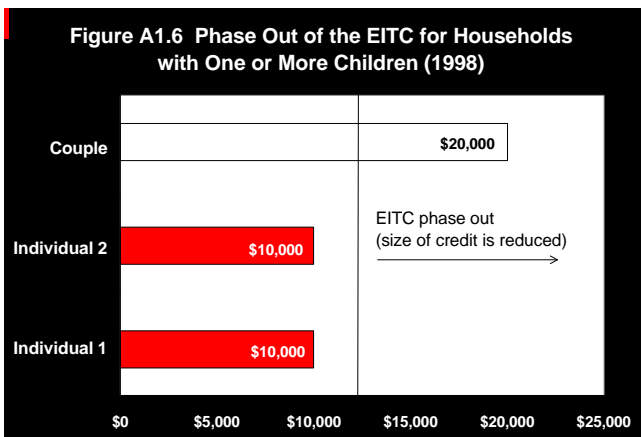 Figure A1.6 Phase Out of the EITC for Households
with One or More Children (1998)
Couple
$20,000
EITC phase out
(size of credit is reduced)
Individual 2
$10,000
Individual 1
$10,000
$0 $5,000 $10,000 $15,000 $20,000 $25,000